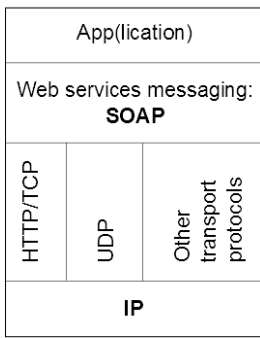 App(lication)
Web services messaging:
SOAP
HTTP/TCP
UDP
Other
transport
protocols
IP